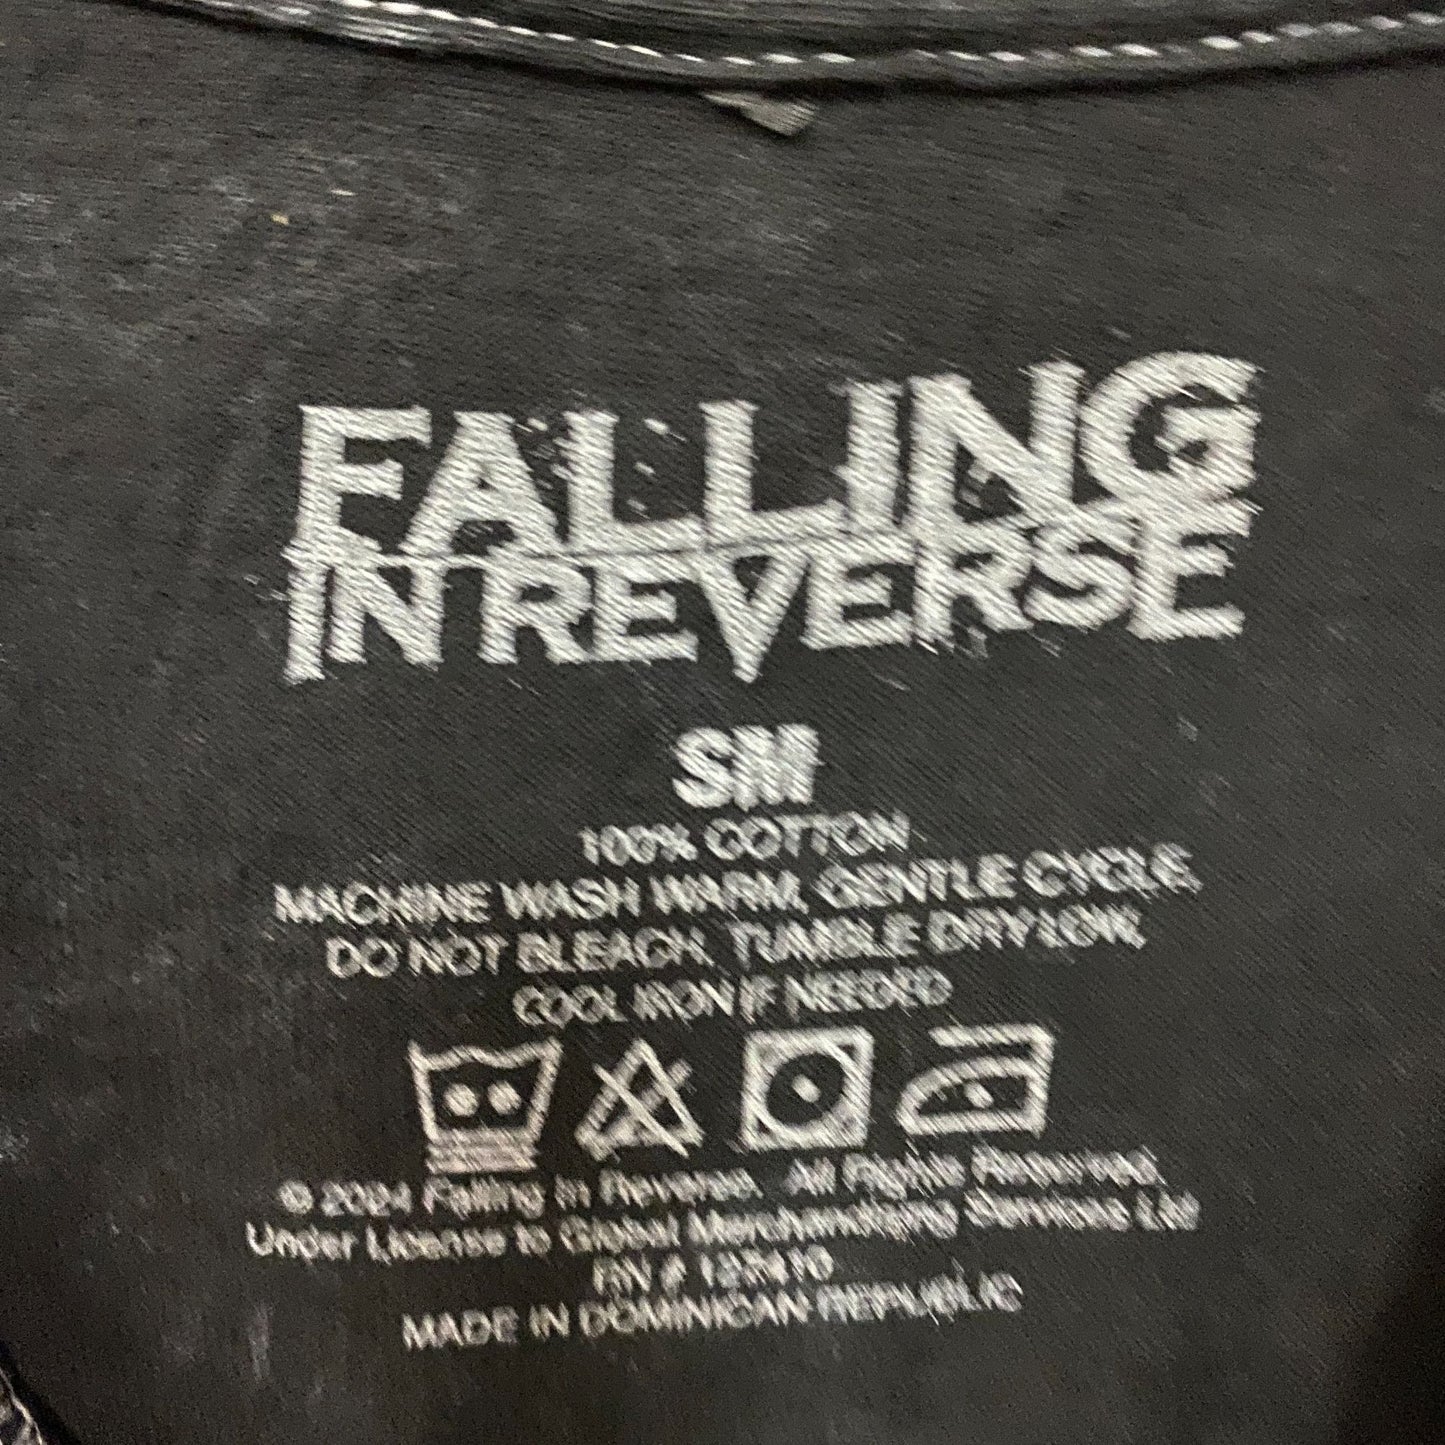 FALLING
IN REVERSE
SM
100% COTTON
MACHINE WASH WARM, GENTLE CYCLE,
DO NOT BLEACH, TUMBLE DRY LOW,
COOL IRON IF NEEDED
© 2024 Falling In Reverse. All Rights Reserved.
Under License to Global Merchandising Services Ltd
RN #
MADE IN DOMINICAN REPUBLIC